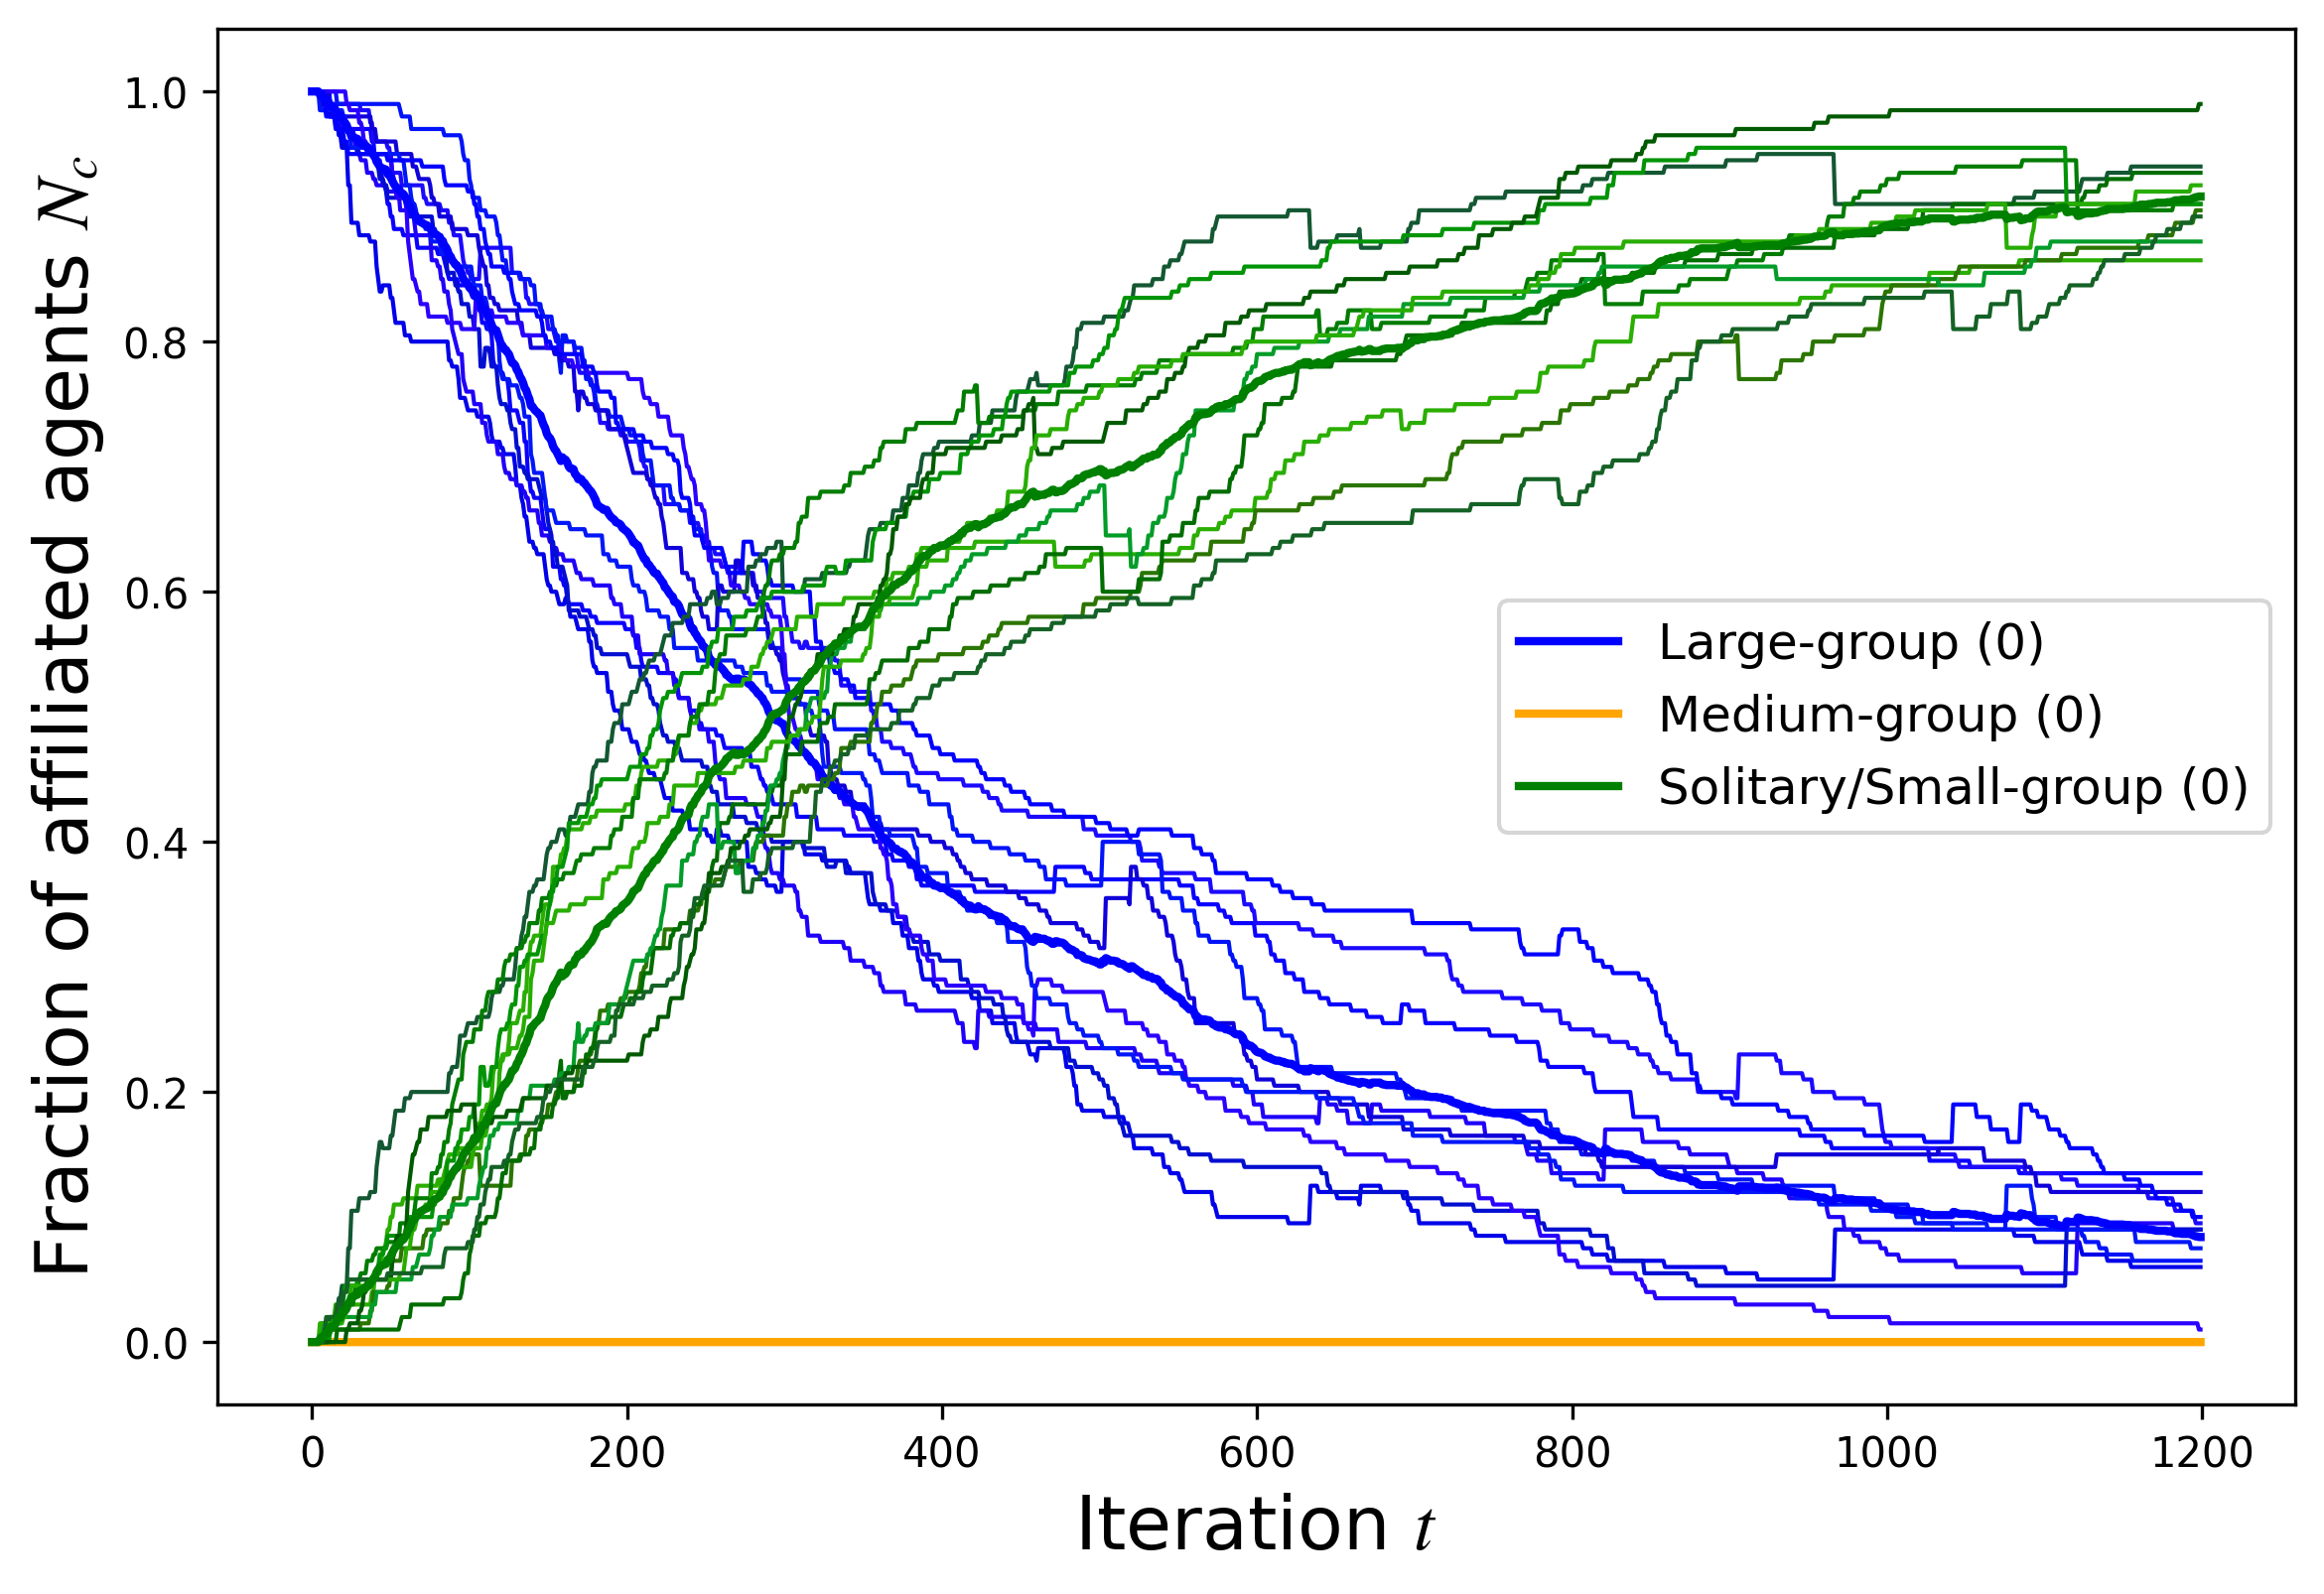 Fraction of affiliated agents N_c
1.0
0.8
0.6
0.4
0.2
0.0
Large-group (0)
Medium-group (0)
Solitary/Small-group (0)
0 200 400 600 800 1000 1200
Iteration t